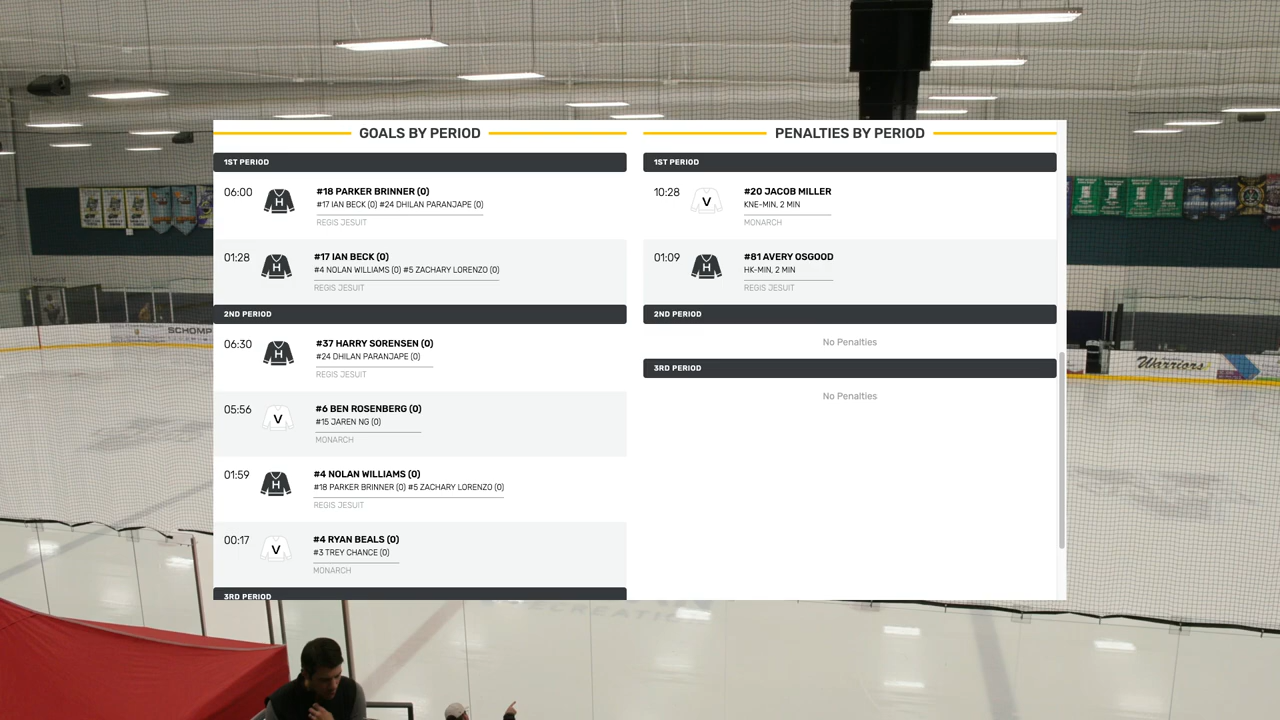 GOALS BY PERIOD
1ST PERIOD
06:00
H
#18 PARKER BRINNER (0)
#17 IAN BECK (0) #24 DHILAN PARANJAPE (0)
REGIS JESUIT
01:28
H
#17 IAN BECK (0)
#4 NOLAN WILLIAMS (0) #5 ZACHARY LORENZO (0)
REGIS JESUIT
2ND PERIOD
06:30
H
#37 HARRY SORENSEN (0)
#24 DHILAN PARANJAPE (0)
REGIS JESUIT
05:56
V
#6 BEN ROSENBERG (0)
#15 JAREN NG (0)
MONARCH
01:59
H
#4 NOLAN WILLIAMS (0)
#18 PARKER BRINNER (0) #5 ZACHARY LORENZO (0)
REGIS JESUIT
00:17
V
#4 RYAN BEALS (0)
#3 TREY CHANCE (0)
MONARCH
3RD PERIOD
PENALTIES BY PERIOD
1ST PERIOD
10:28
V
#20 JACOB MILLER
KNE-MIN, 2 MIN
MONARCH
01:09
H
#81 AVERY OSGOOD
HK-MIN, 2 MIN
REGIS JESUIT
2ND PERIOD
No Penalties
3RD PERIOD
No Penalties
SCHOMP
Warriors